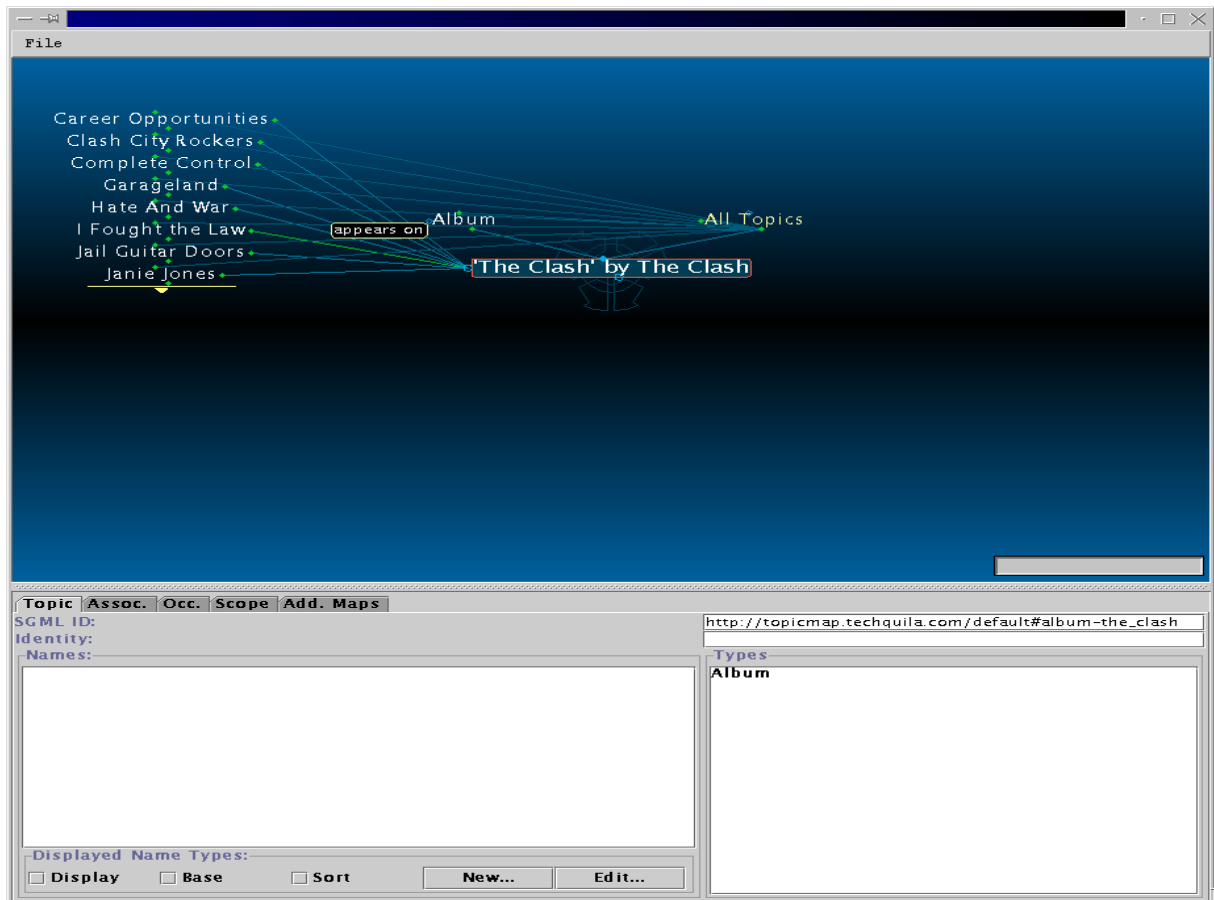 File
Career Opportunities
Clash City Rockers
Complete Control
Garageland
Hate And War
I Fought the Law
Jail Guitar Doors
Janie Jones
appears on
Album
All Topics
'The Clash' by The Clash
Topic Assoc. Occ. Scope Add. Maps
SGML ID: http://topicmap.techquila.com/default#album-the_clash
Identity:
Names: Types
Album
Displayed Name Types:
Display Base Sort New... Edit...